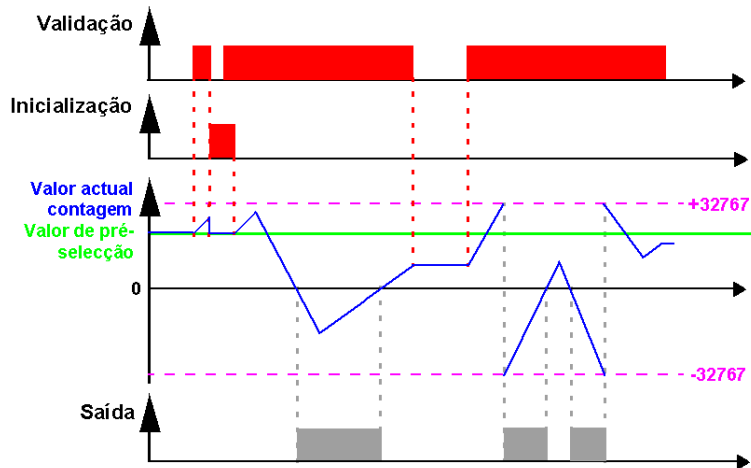 Validação
Inicialização
Valor actual
contagem
+32767
Valor de pré-
selecção
0
-32767
Saída